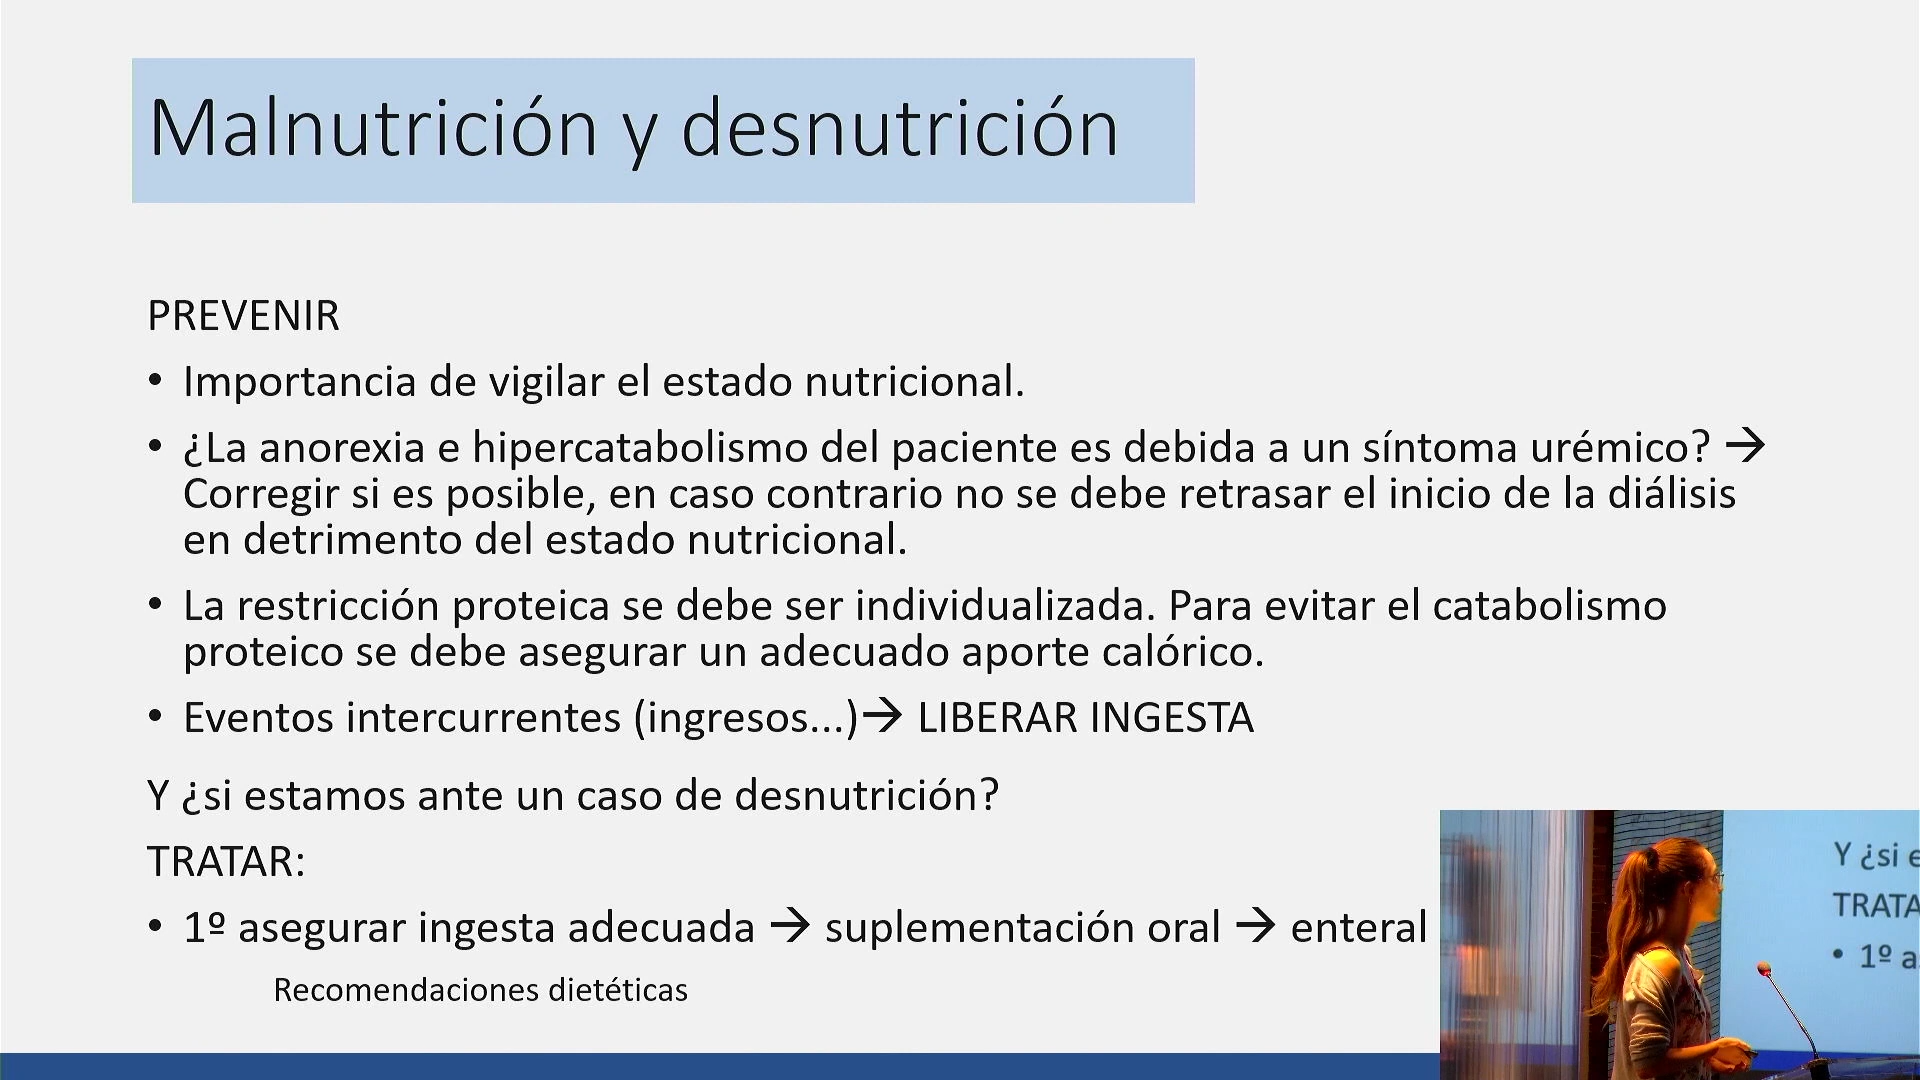 Malnutrición y desnutrición
PREVENIR
• Importancia de vigilar el estado nutricional.
• ¿La anorexia e hipercatabolismo del paciente es debida a un síntoma urémico? →
Corregir si es posible, en caso contrario no se debe retrasar el inicio de la diálisis
en detrimento del estado nutricional.
• La restricción proteica se debe ser individualizada. Para evitar el catabolismo
proteico se debe asegurar un adecuado aporte calórico.
• Eventos intercurrentes (ingresos...)→ LIBERAR INGESTA
Y ¿si estamos ante un caso de desnutrición?
TRATAR:
• 1º asegurar ingesta adecuada → suplementación oral → enteral
Recomendaciones dietéticas
Y ¿si e
TRATA
• 1º a